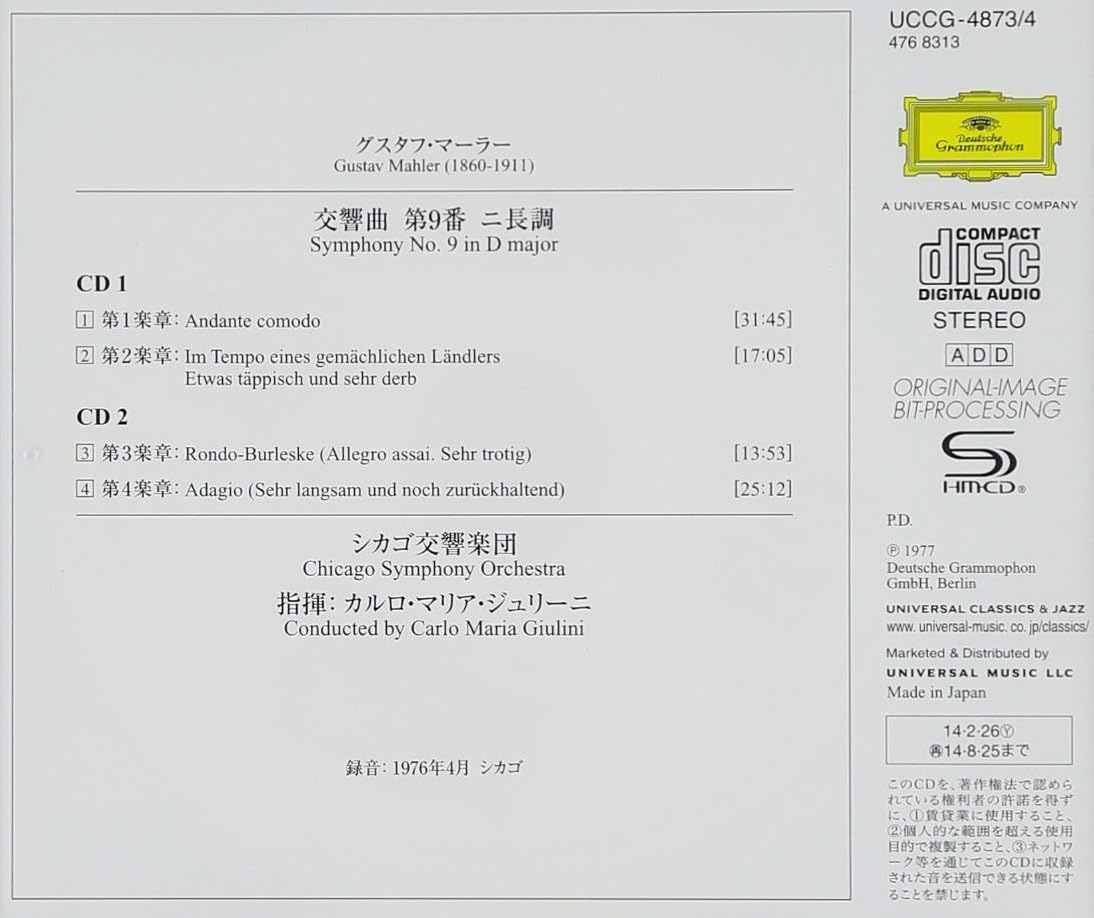 グスタフ・マーラー
Gustav Mahler (1860-1911)
交響曲 第9番 ニ長調
Symphony No. 9 in D major
CD 1
1 第1楽章: Andante comodo [31:45]
2 第2楽章: Im Tempo eines gemächlichen Ländlers [17:05]
Etwas täppisch und sehr derb
CD 2
3 第3楽章: Rondo-Burleske (Allegro assai. Sehr trotig) [13:53]
4 第4楽章: Adagio (Sehr langsam und noch zurückhaltend) [25:12]
シカゴ交響楽団
Chicago Symphony Orchestra
指揮: カルロ・マリア・ジュリーニ
Conducted by Carlo Maria Giulini
録音: 1976年4月 シカゴ
UCCG-4873/4
476 8313
Deutsche
Grammophon
A UNIVERSAL MUSIC COMPANY
COMPACT
disc
DIGITAL AUDIO
STEREO
ADD
ORIGINAL-IMAGE
BIT-PROCESSING
SHM-CD®
P.D.
℗ 1977
Deutsche Grammophon
GmbH, Berlin
UNIVERSAL CLASSICS & JAZZ
www. universal-music. co. jp/classics/
Marketed & Distributed by
UNIVERSAL MUSIC LLC
Made in Japan
14·2·26Ⓨ
㊢14·8·25まで
このCDを、著作権法で認めら
れている権利者の許諾を得ず
に、①賃貸業に使用すること、
②個人的な範囲を超える使用
目的で複製すること、③ネットワ
ーク等を通じてこのCDに収録
された音を送信できる状態にす
ることを禁じます。